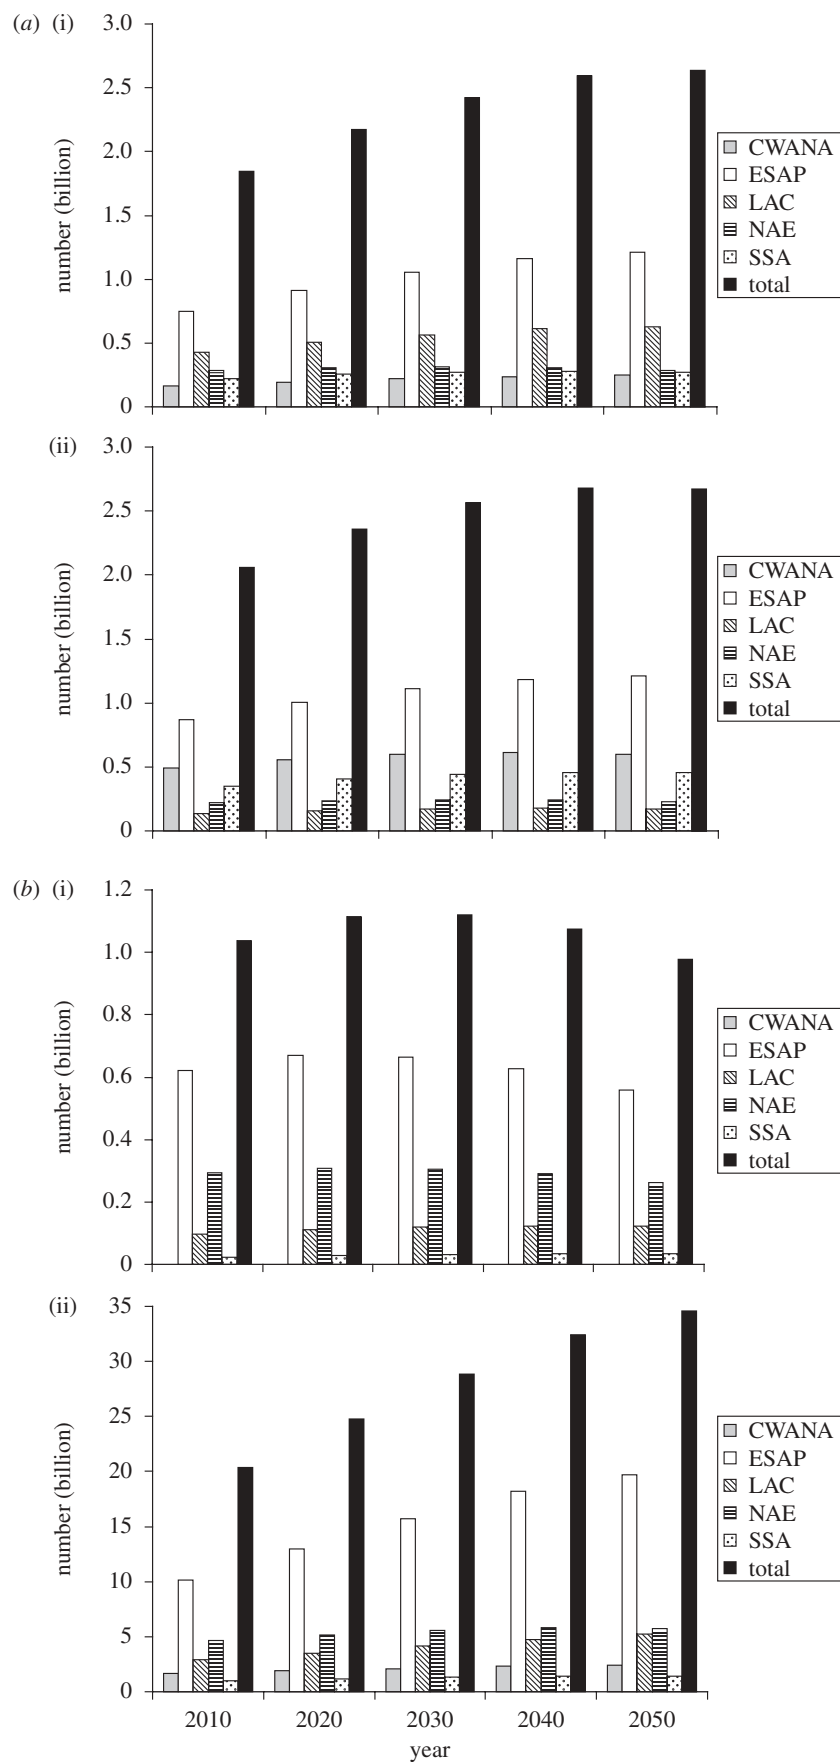 (a) (i)
number (billion)
3.0
2.5
2.0
1.5
1.0
0.5
0
CWANA
ESAP
LAC
NAE
SSA
total
(ii)
number (billion)
3.0
2.5
2.0
1.5
1.0
0.5
0
CWANA
ESAP
LAC
NAE
SSA
total
(b) (i)
number (billion)
1.2
1.0
0.8
0.6
0.4
0.2
0
CWANA
ESAP
LAC
NAE
SSA
total
(ii)
number (billion)
35
30
25
20
15
10
5
0
CWANA
ESAP
LAC
NAE
SSA
total
2010 2020 2030 2040 2050
year